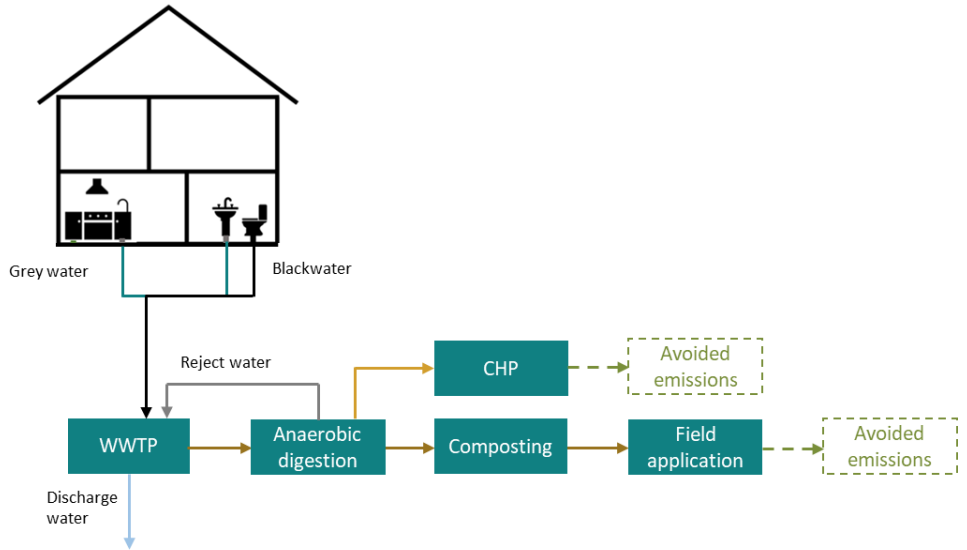 Grey water
Blackwater
Reject water
CHP
Avoided
emissions
WWTP
Anaerobic
digestion
Composting
Field
application
Avoided
emissions
Discharge
water